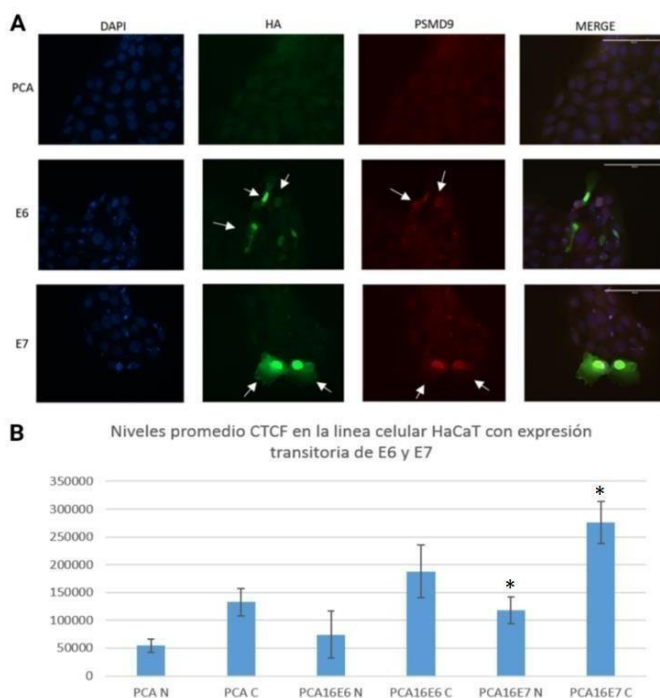 A
DAPI HA PSMD9 MERGE
PCA
E6
E7
B
Niveles promedio CTCF en la linea celular HaCaT con expresión
transitoria de E6 y E7
350000
300000
250000
200000
150000
100000
50000
0
* *
PCA N PCA C PCA16E6 N PCA16E6 C PCA16E7 N PCA16E7 C